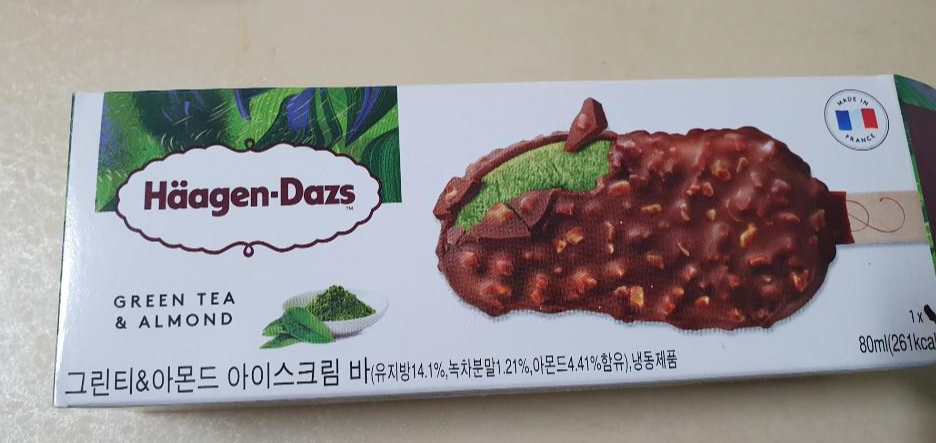 MADE IN
FRANCE
Häagen-Dazs
TM
GREEN TEA
& ALMOND
1x
80ml(261kcal
그린티&아몬드 아이스크림 바(유지방14.1%,녹차분말1.21%,아몬드4.41%함유),냉동제품